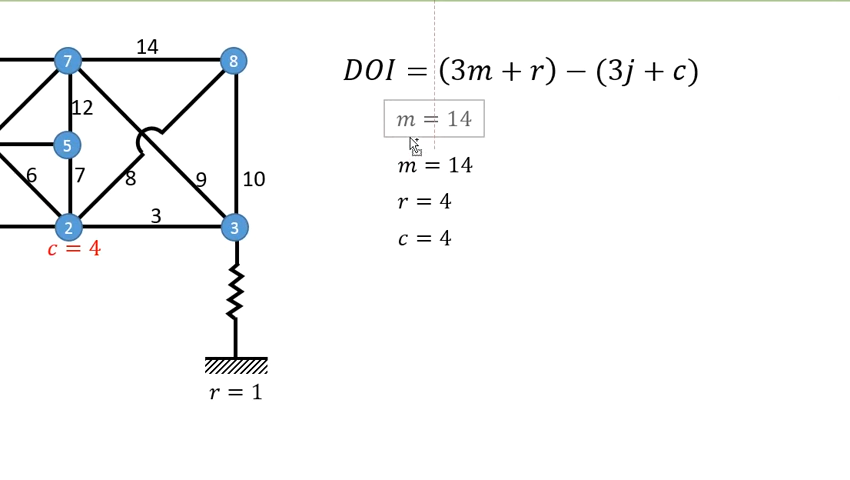 14
7
8
DOI = (3m + r) − (3j + c)
12
m = 14
5
m = 14
6
7
8
9
10
r = 4
3
2
3
c = 4
c = 4
r = 1